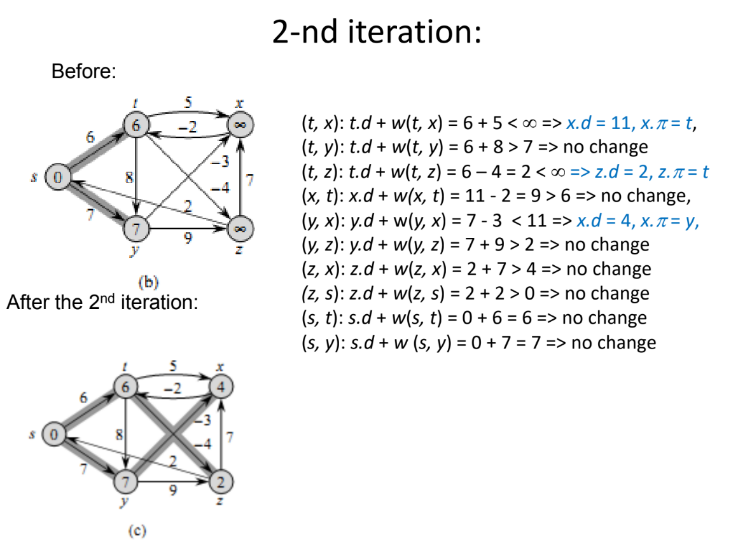 2-nd iteration:
Before:
t 5 x
6 6 -2 ∞
s 0 8 -3 -4 7
7 2
7 9 ∞
y z
(b)
(t, x): t.d + w(t, x) = 6 + 5 < ∞ => x.d = 11, x.π = t,
(t, y): t.d + w(t, y) = 6 + 8 > 7 => no change
(t, z): t.d + w(t, z) = 6 – 4 = 2 < ∞ => z.d = 2, z.π = t
(x, t): x.d + w(x, t) = 11 - 2 = 9 > 6 => no change,
(y, x): y.d + w(y, x) = 7 - 3 < 11 => x.d = 4, x.π = y,
(y, z): y.d + w(y, z) = 7 + 9 > 2 => no change
(z, x): z.d + w(z, x) = 2 + 7 > 4 => no change
(z, s): z.d + w(z, s) = 2 + 2 > 0 => no change
(s, t): s.d + w(s, t) = 0 + 6 = 6 => no change
(s, y): s.d + w (s, y) = 0 + 7 = 7 => no change
After the 2nd iteration:
t 5 x
6 6 -2 4
s 0 8 -3 -4 7
7 2
7 9 2
y z
(c)